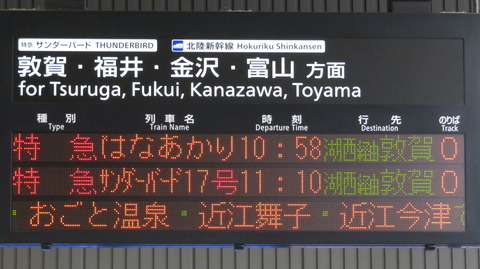 特急 サンダーバード THUNDERBIRD 北陸新幹線 Hokuriku Shinkansen
敦賀・福井・金沢・富山 方面
for Tsuruga, Fukui, Kanazawa, Toyama
種別 列車名 時刻 行先 のりば
Type Train Name Departure Time Destination Track
特急 はなあかり 10:58 湖西線経由 敦賀 0
特急 サンダーバード17号 11:10 湖西線経由 敦賀 0
おごと温泉・近江舞子・近江今津で